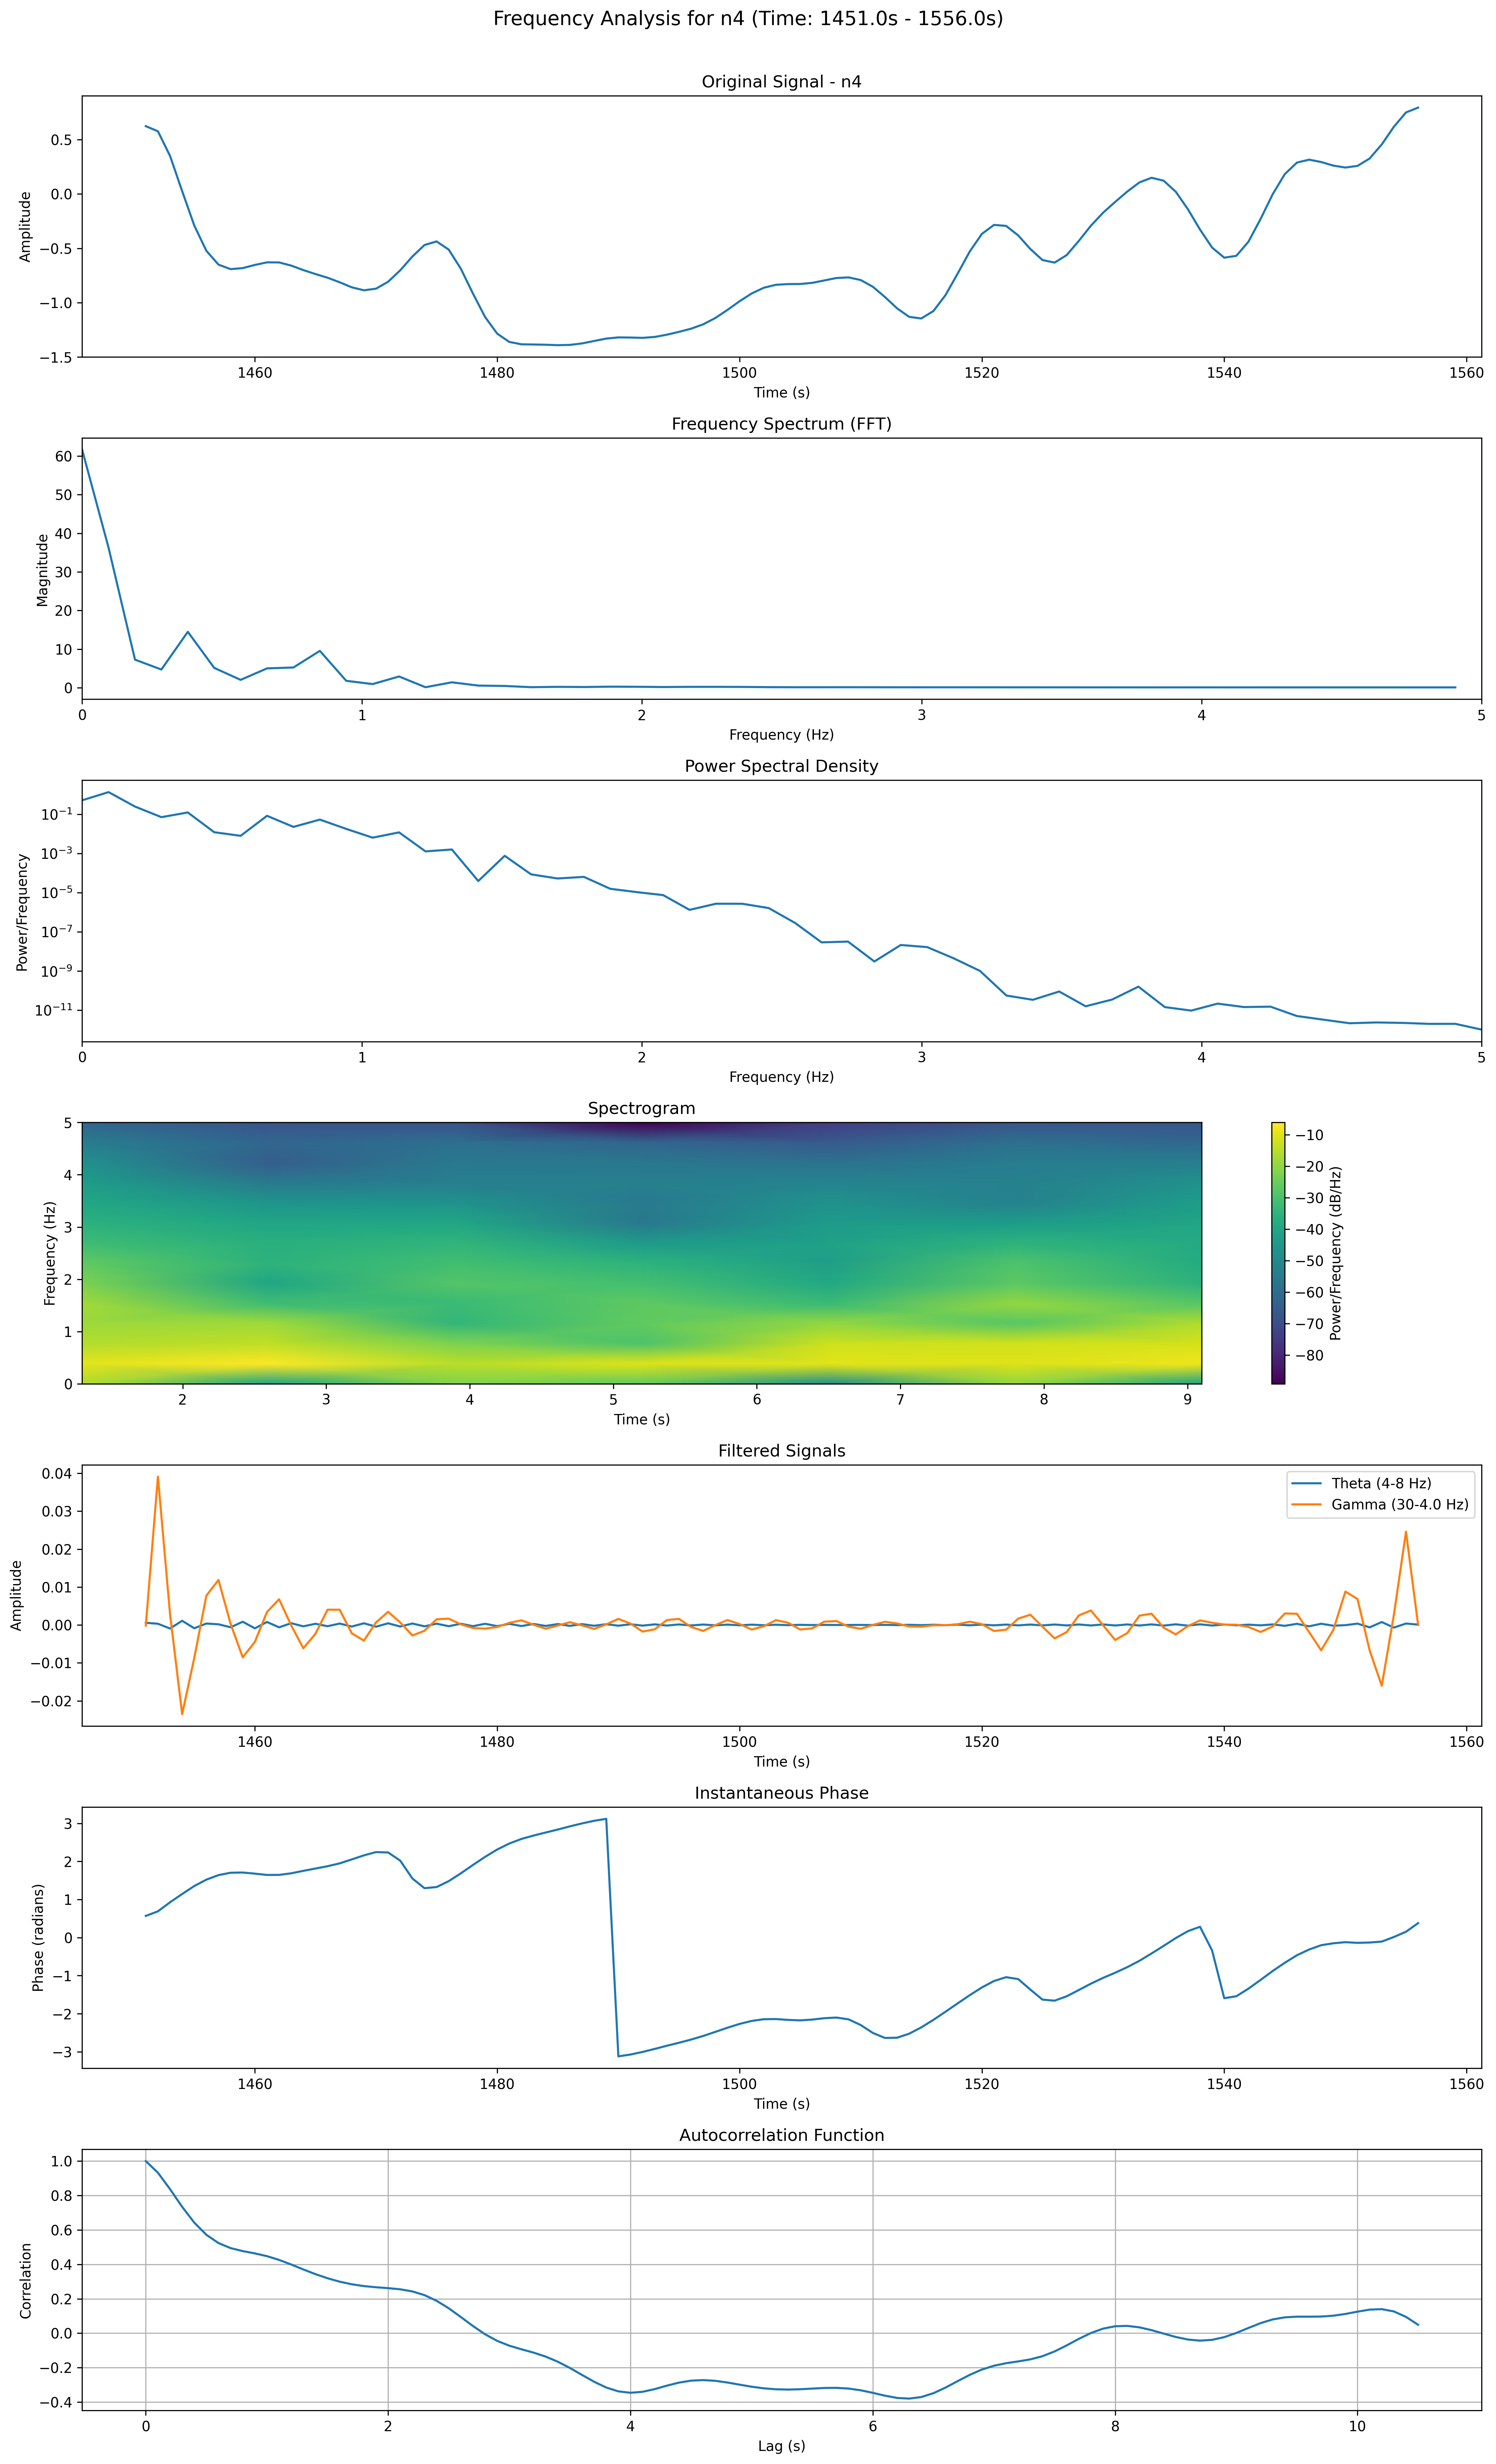 Frequency Analysis for n4 (Time: 1451.0s - 1556.0s)
Original Signal - n4
Amplitude
0.5
0.0
−0.5
−1.0
−1.5
1460 1480 1500 1520 1540 1560
Time (s)
Frequency Spectrum (FFT)
Magnitude
60
50
40
30
20
10
0
0 1 2 3 4 5
Frequency (Hz)
Power Spectral Density
Power/Frequency
10⁻¹
10⁻³
10⁻⁵
10⁻⁷
10⁻⁹
10⁻¹¹
0 1 2 3 4 5
Frequency (Hz)
Spectrogram
Frequency (Hz)
5
4
3
2
1
0
2 3 4 5 6 7 8 9
Time (s)
−10
−20
−30
−40
−50
−60
−70
−80
Power/Frequency (dB/Hz)
Filtered Signals
Theta (4-8 Hz)
Gamma (30-4.0 Hz)
Amplitude
0.04
0.03
0.02
0.01
0.00
−0.01
−0.02
1460 1480 1500 1520 1540 1560
Time (s)
Instantaneous Phase
Phase (radians)
3
2
1
0
−1
−2
−3
1460 1480 1500 1520 1540 1560
Time (s)
Autocorrelation Function
Correlation
1.0
0.8
0.6
0.4
0.2
0.0
−0.2
−0.4
0 2 4 6 8 10
Lag (s)